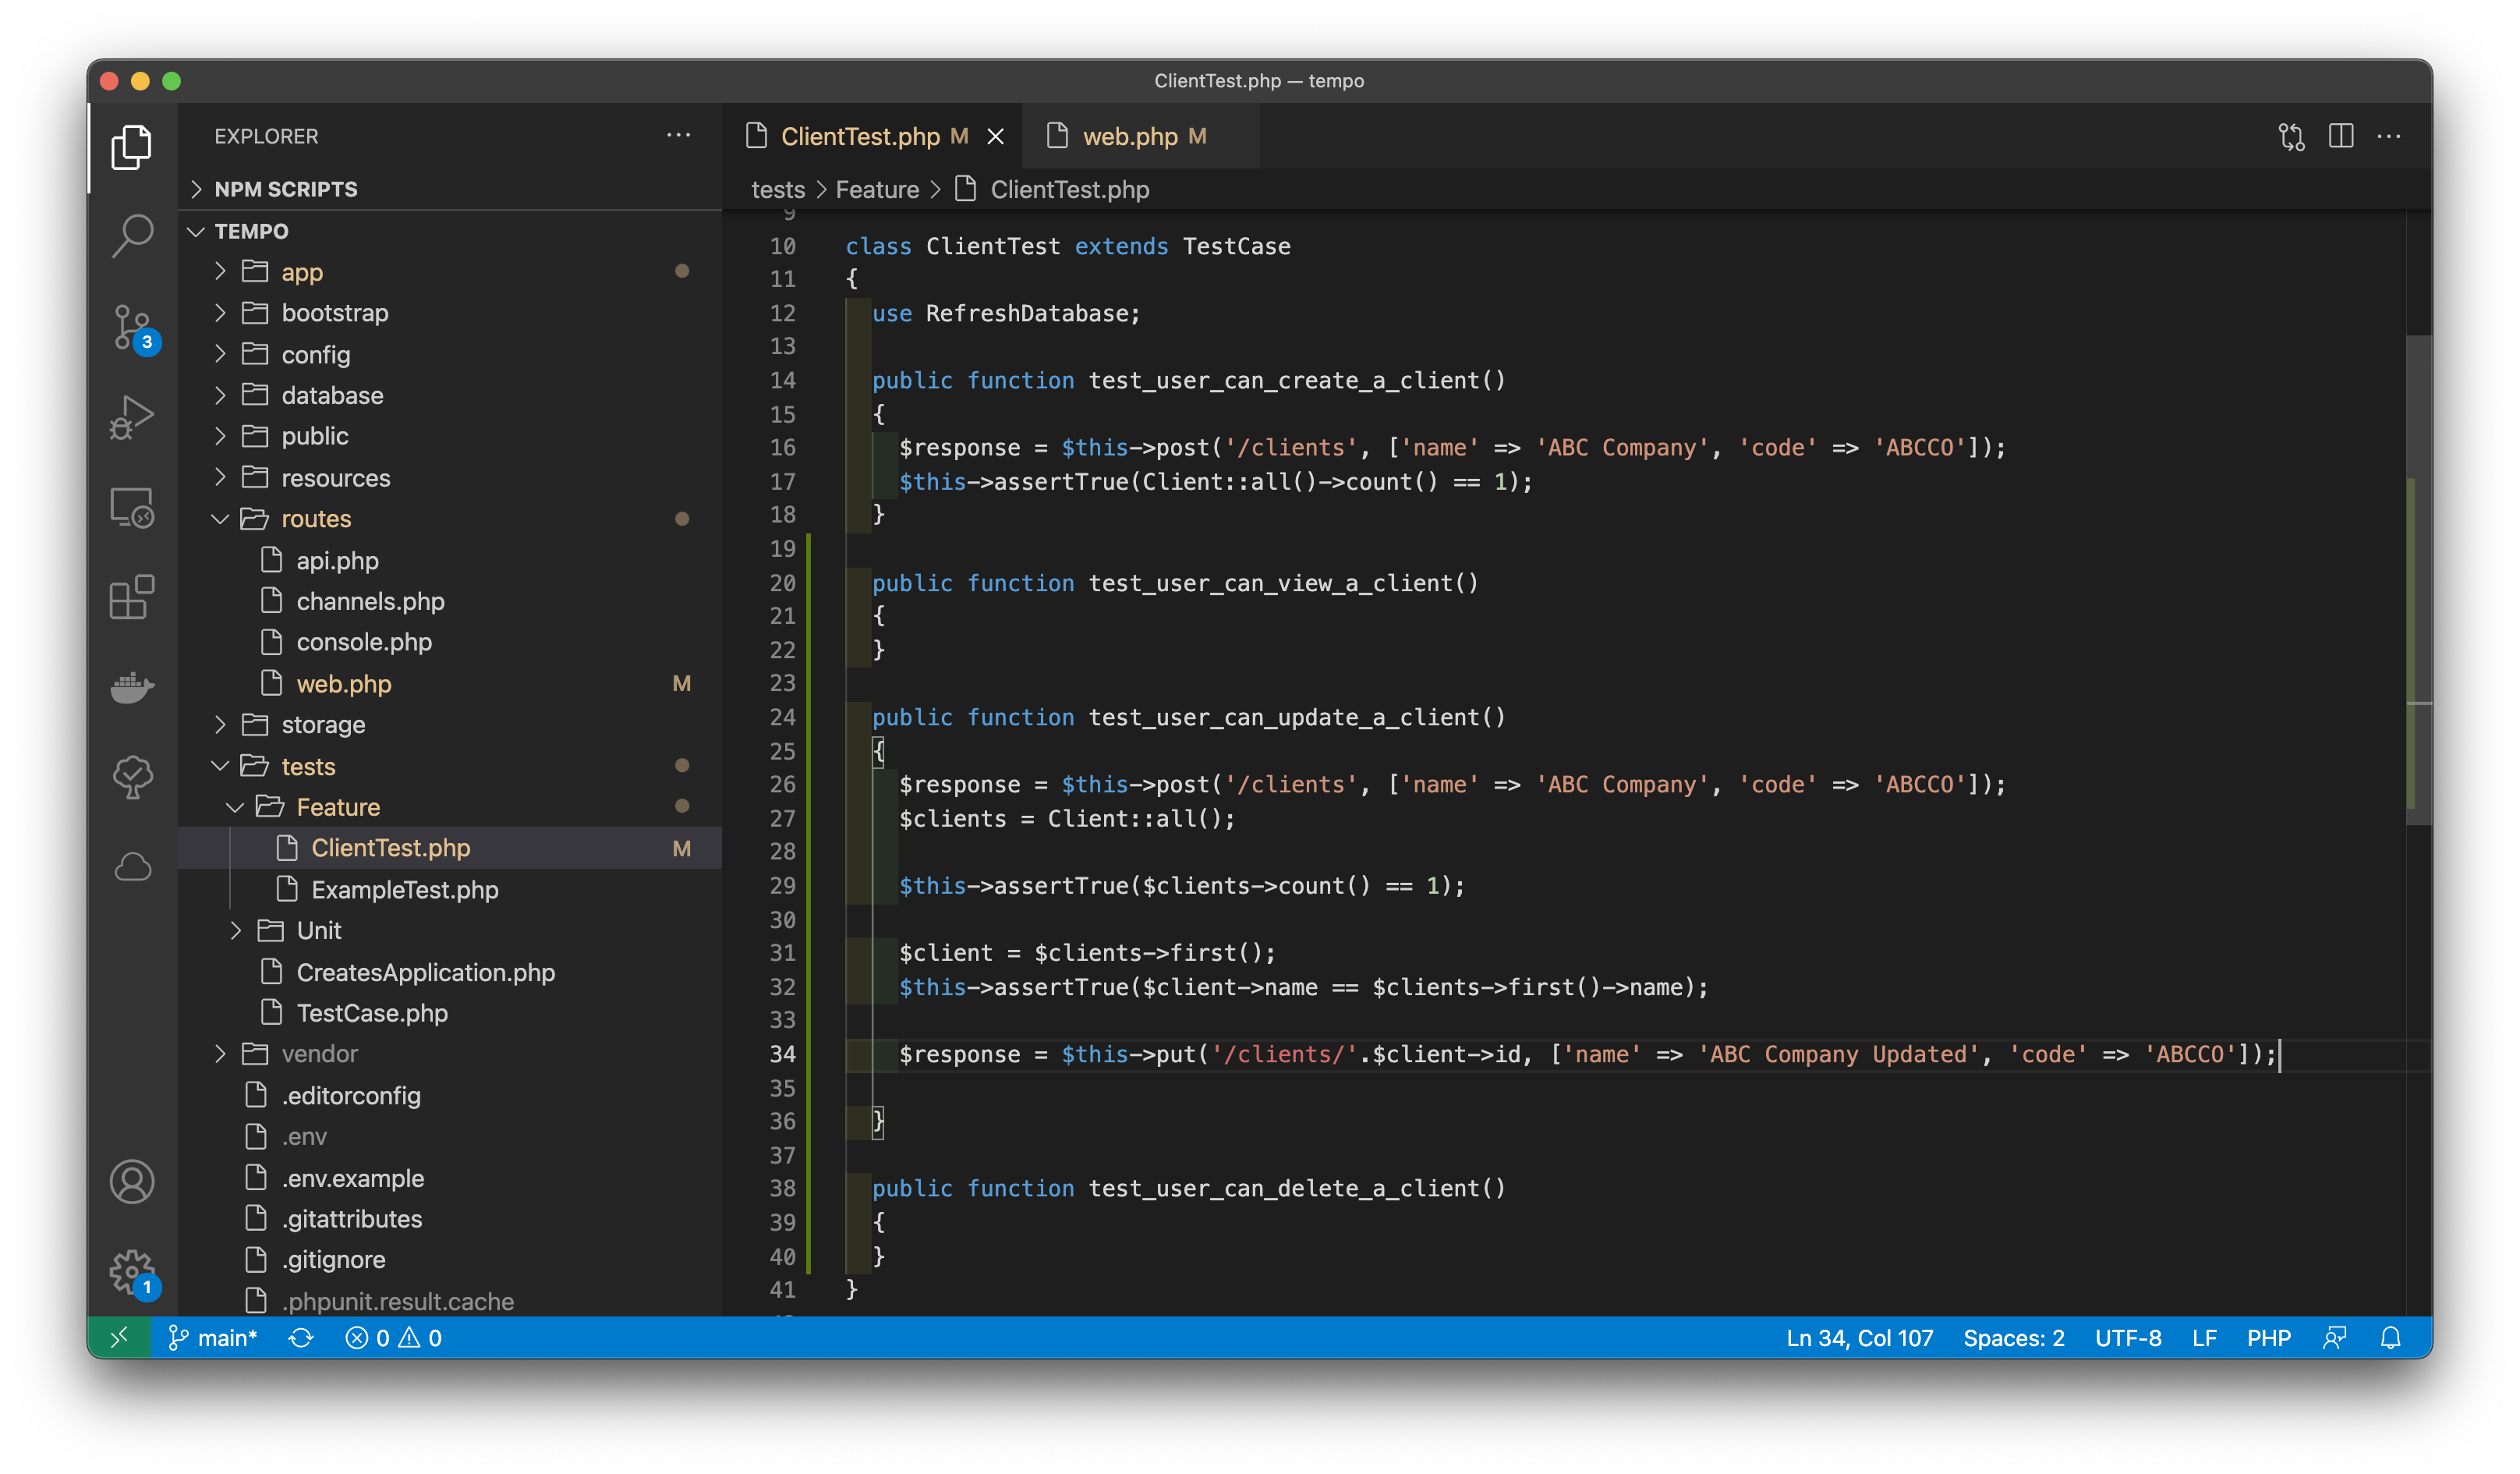 ClientTest.php — tempo
EXPLORER
NPM SCRIPTS
TEMPO
app
bootstrap
config
database
public
resources
routes
api.php
channels.php
console.php
web.php M
storage
tests
Feature
ClientTest.php M
ExampleTest.php
Unit
CreatesApplication.php
TestCase.php
vendor
.editorconfig
.env
.env.example
.gitattributes
.gitignore
.phpunit.result.cache
3
1
ClientTest.php M
web.php M
tests > Feature > ClientTest.php
9
10 class ClientTest extends TestCase
11 {
12 use RefreshDatabase;
13
14 public function test_user_can_create_a_client()
15 {
16 $response = $this->post('/clients', ['name' => 'ABC Company', 'code' => 'ABCCO']);
17 $this->assertTrue(Client::all()->count() == 1);
18 }
19
20 public function test_user_can_view_a_client()
21 {
22 }
23
24 public function test_user_can_update_a_client()
25 {
26 $response = $this->post('/clients', ['name' => 'ABC Company', 'code' => 'ABCCO']);
27 $clients = Client::all();
28
29 $this->assertTrue($clients->count() == 1);
30
31 $client = $clients->first();
32 $this->assertTrue($client->name == $clients->first()->name);
33
34 $response = $this->put('/clients/'.$client->id, ['name' => 'ABC Company Updated', 'code' => 'ABCCO']);
35
36 }
37
38 public function test_user_can_delete_a_client()
39 {
40 }
41 }
main* 0 0 Ln 34, Col 107 Spaces: 2 UTF-8 LF PHP